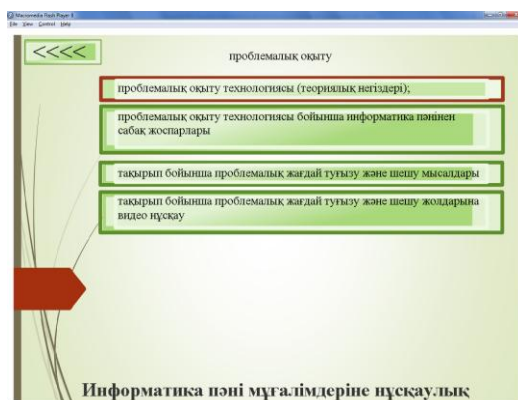 Macromedia Flash Player 8
File View Control Help
<<<<
проблемалық оқыту
проблемалық оқыту технологиясы (теориялық негіздері);
проблемалық оқыту технологиясы бойынша информатика пәнінен
сабақ жоспарлары
тақырып бойынша проблемалық жағдай туғызу және шешу мысалдары
тақырып бойынша проблемалық жағдай туғызу және шешу жолдарына
видео нұсқау
Информатика пәні мұғалімдеріне нұсқаулық